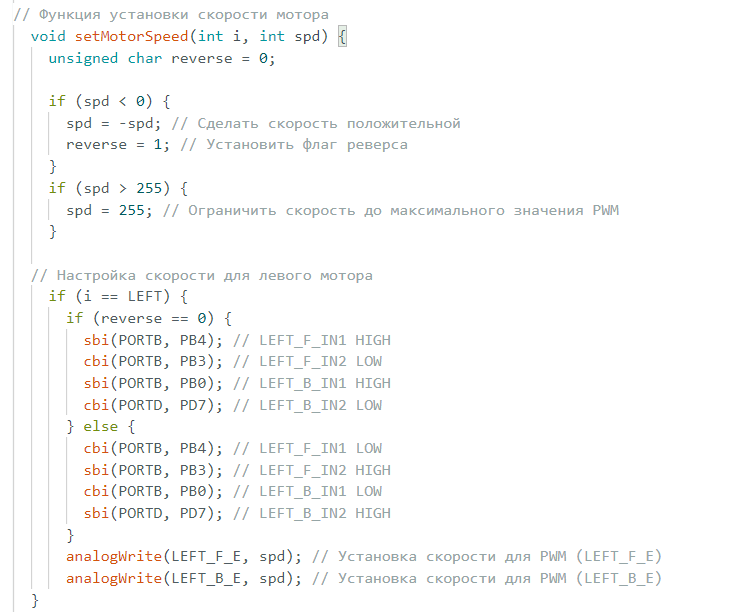 // Функция установки скорости мотора
void setMotorSpeed(int i, int spd) {
unsigned char reverse = 0;
if (spd < 0) {
spd = -spd; // Сделать скорость положительной
reverse = 1; // Установить флаг реверса
}
if (spd > 255) {
spd = 255; // Ограничить скорость до максимального значения PWM
}
// Настройка скорости для левого мотора
if (i == LEFT) {
if (reverse == 0) {
sbi(PORTB, PB4); // LEFT_F_IN1 HIGH
cbi(PORTB, PB3); // LEFT_F_IN2 LOW
sbi(PORTB, PB0); // LEFT_B_IN1 HIGH
cbi(PORTD, PD7); // LEFT_B_IN2 LOW
} else {
cbi(PORTB, PB4); // LEFT_F_IN1 LOW
sbi(PORTB, PB3); // LEFT_F_IN2 HIGH
cbi(PORTB, PB0); // LEFT_B_IN1 LOW
sbi(PORTD, PD7); // LEFT_B_IN2 HIGH
}
analogWrite(LEFT_F_E, spd); // Установка скорости для PWM (LEFT_F_E)
analogWrite(LEFT_B_E, spd); // Установка скорости для PWM (LEFT_B_E)
}